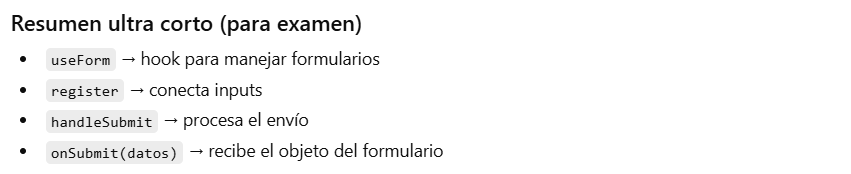 Resumen ultra corto (para examen)
• useForm → hook para manejar formularios
• register → conecta inputs
• handleSubmit → procesa el envío
• onSubmit(datos) → recibe el objeto del formulario